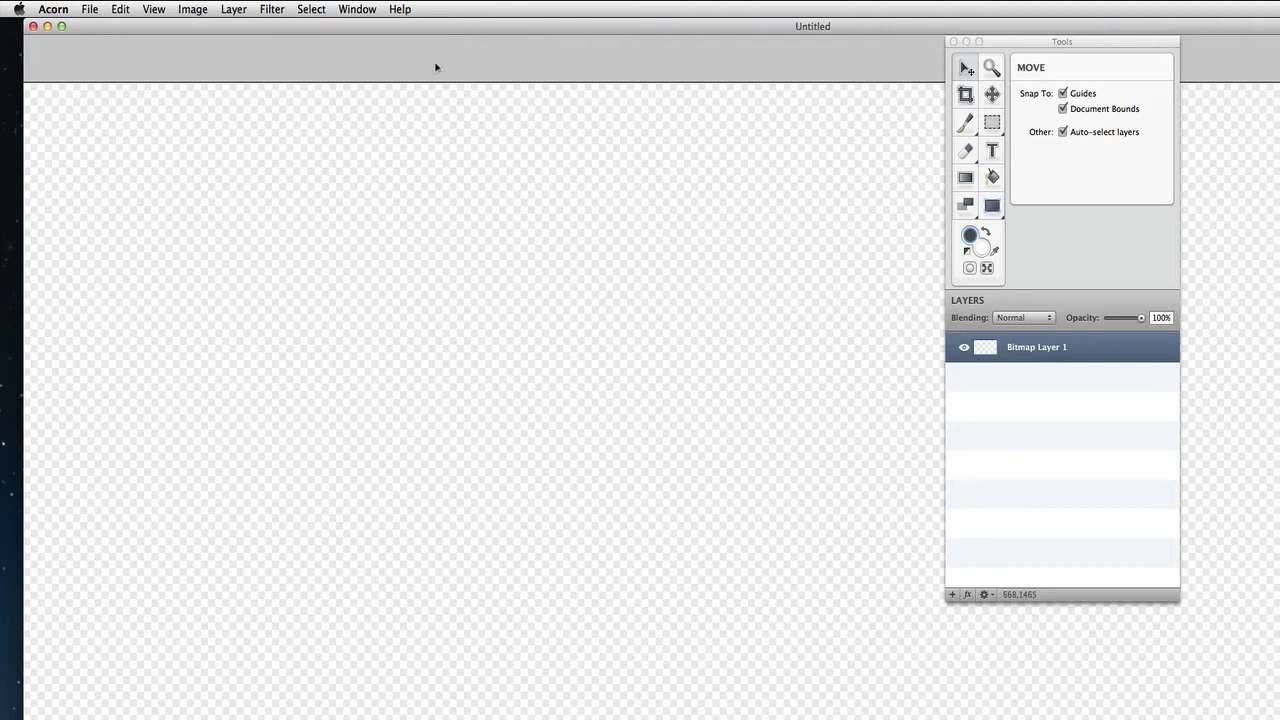 Acorn File Edit View Image Layer Filter Select Window Help
Untitled
Tools
MOVE
Snap To: Guides
Document Bounds
Other: Auto-select layers
T
LAYERS
Blending: Normal Opacity: 100%
Bitmap Layer 1
+ fx 668,1465